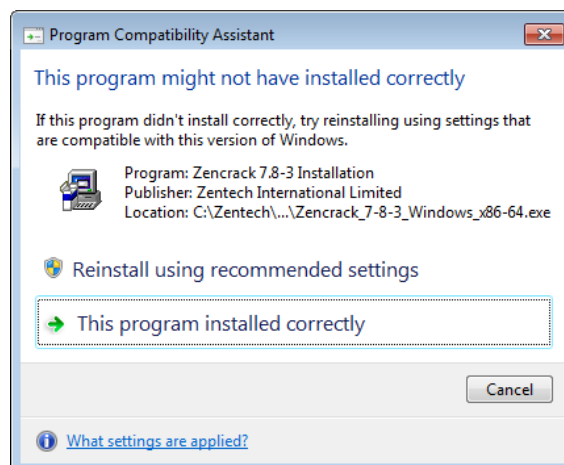 Program Compatibility Assistant
This program might not have installed correctly
If this program didn't install correctly, try reinstalling using settings that
are compatible with this version of Windows.
Program: Zencrack 7.8-3 Installation
Publisher: Zentech International Limited
Location: C:\Zentech\...\Zencrack_7-8-3_Windows_x86-64.exe
Reinstall using recommended settings
This program installed correctly
Cancel
What settings are applied?